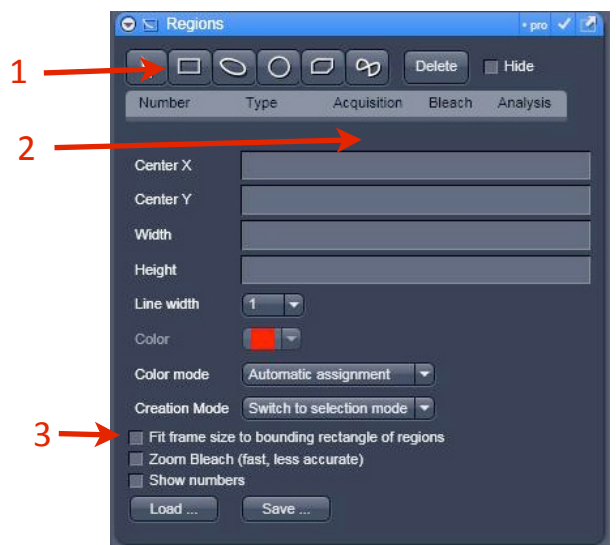 Regions • pro
1
Delete Hide
Number Type Acquisition Bleach Analysis
2
Center X
Center Y
Width
Height
Line width 1
Color
Color mode Automatic assignment
Creation Mode Switch to selection mode
3
Fit frame size to bounding rectangle of regions
Zoom Bleach (fast, less accurate)
Show numbers
Load ... Save ...